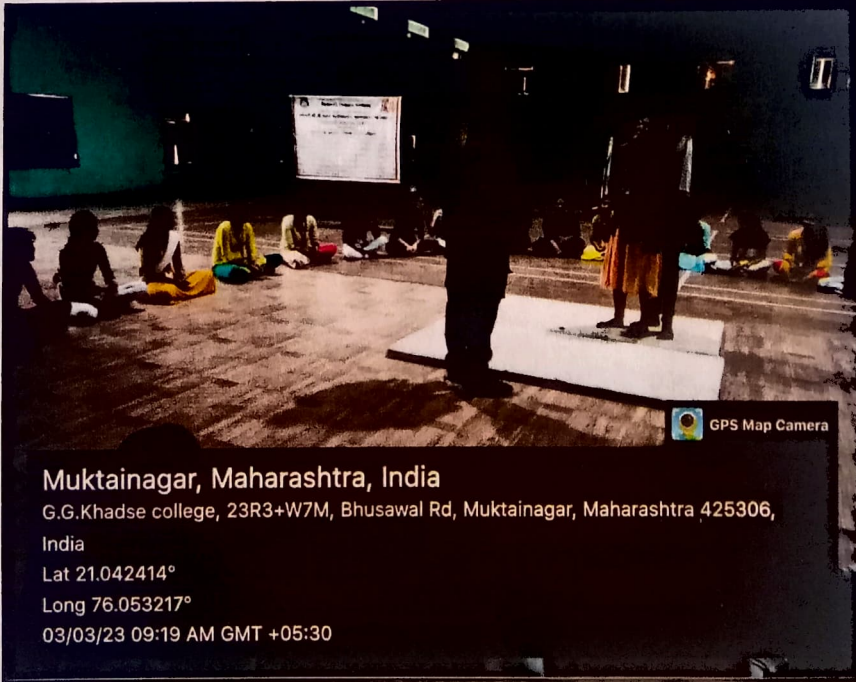 GPS Map Camera
Muktainagar, Maharashtra, India
G.G.Khadse college, 23R3+W7M, Bhusawal Rd, Muktainagar, Maharashtra 425306,
India
Lat 21.042414°
Long 76.053217°
03/03/23 09:19 AM GMT +05:30